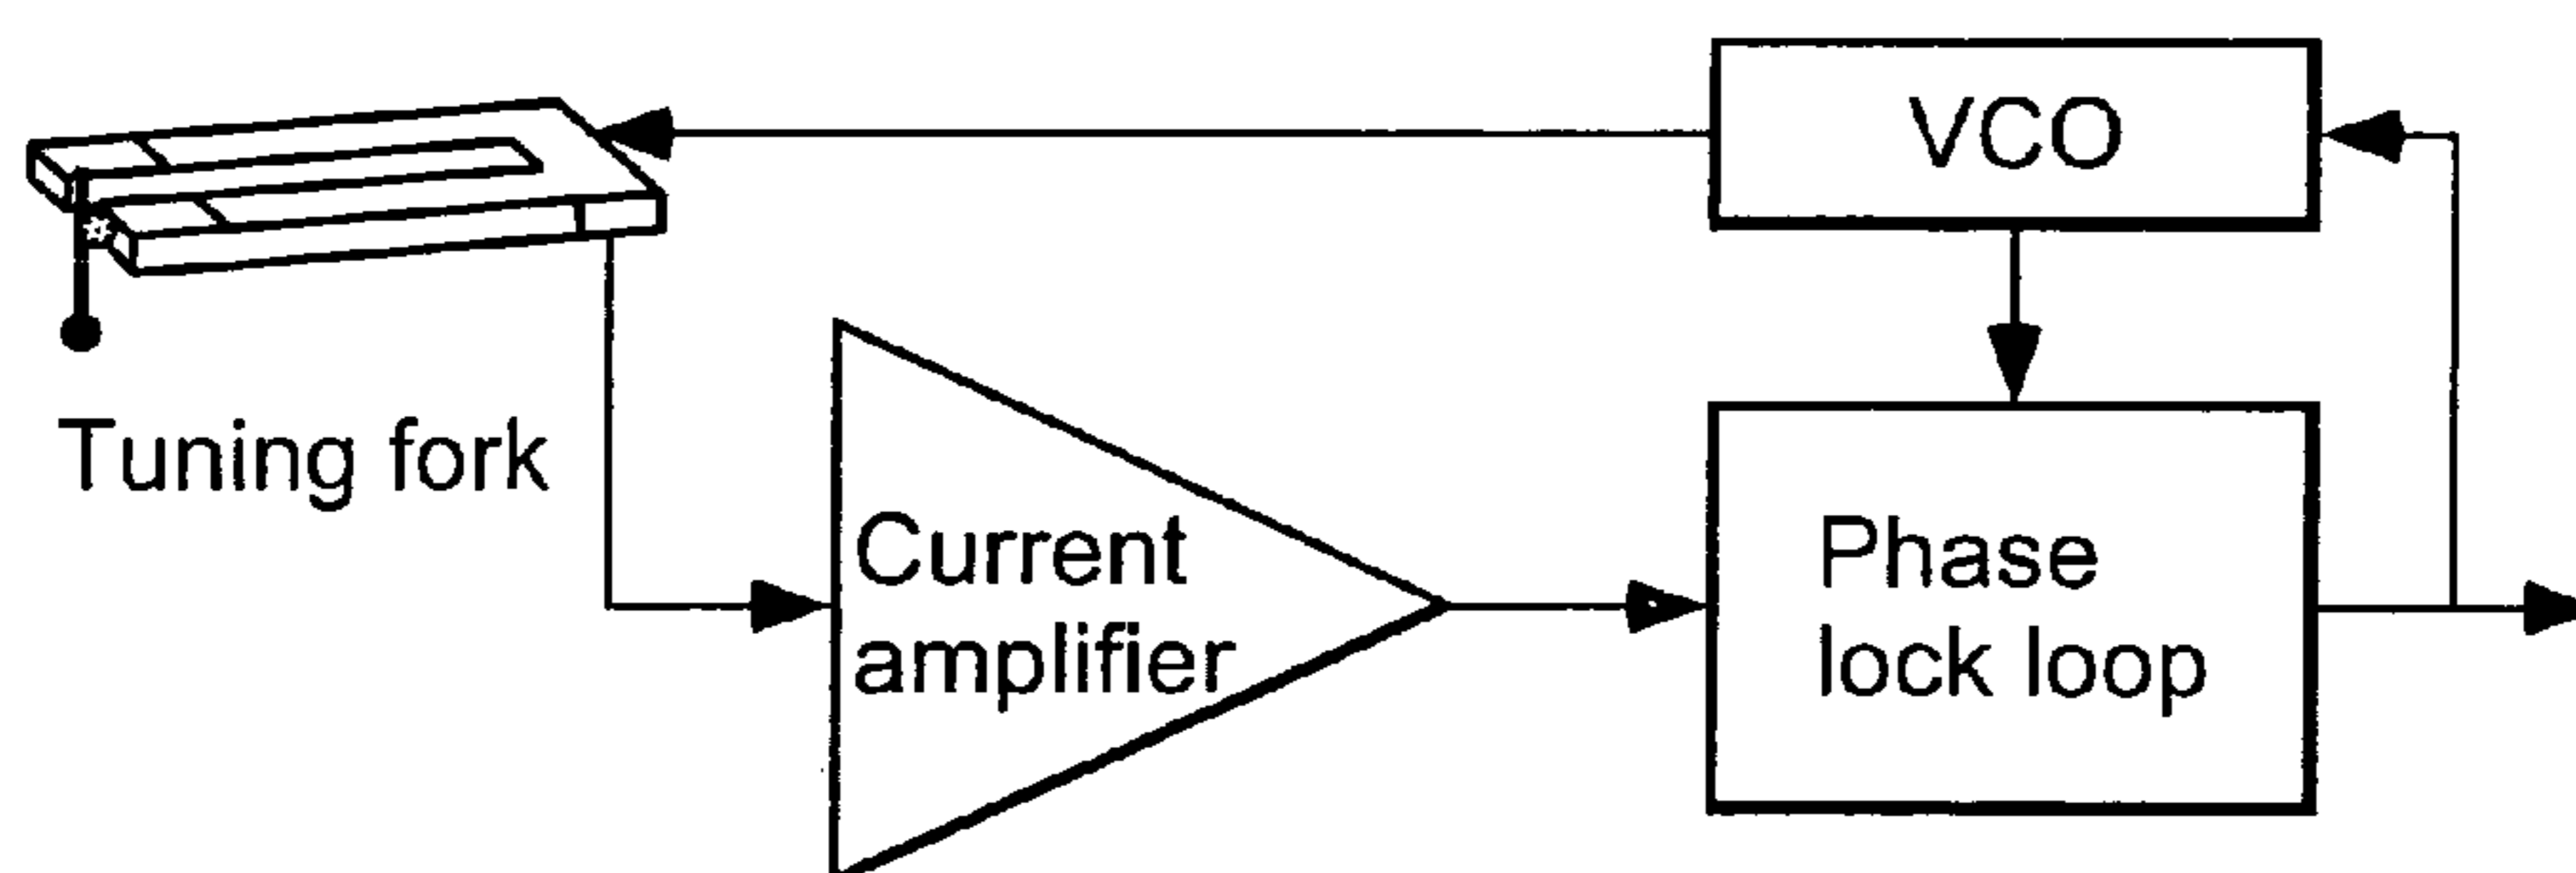 VCO
Tuning fork
Current
amplifier
Phase
lock loop